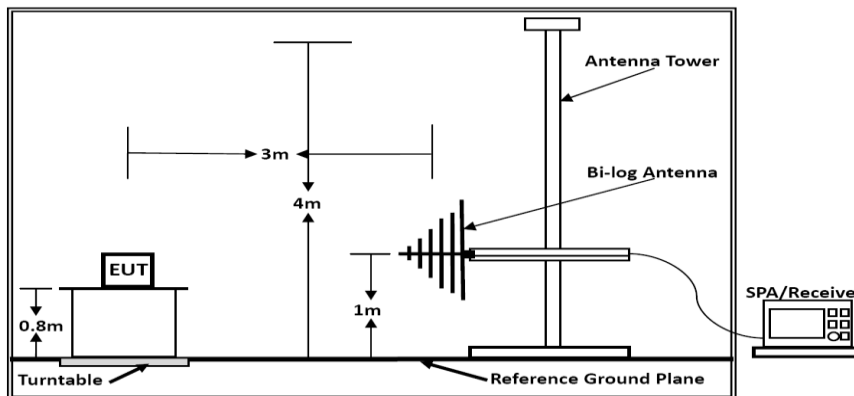 Antenna Tower
3m
Bi-log Antenna
4m
EUT
SPA/Receive
1m
0.8m
Turntable
Reference Ground Plane